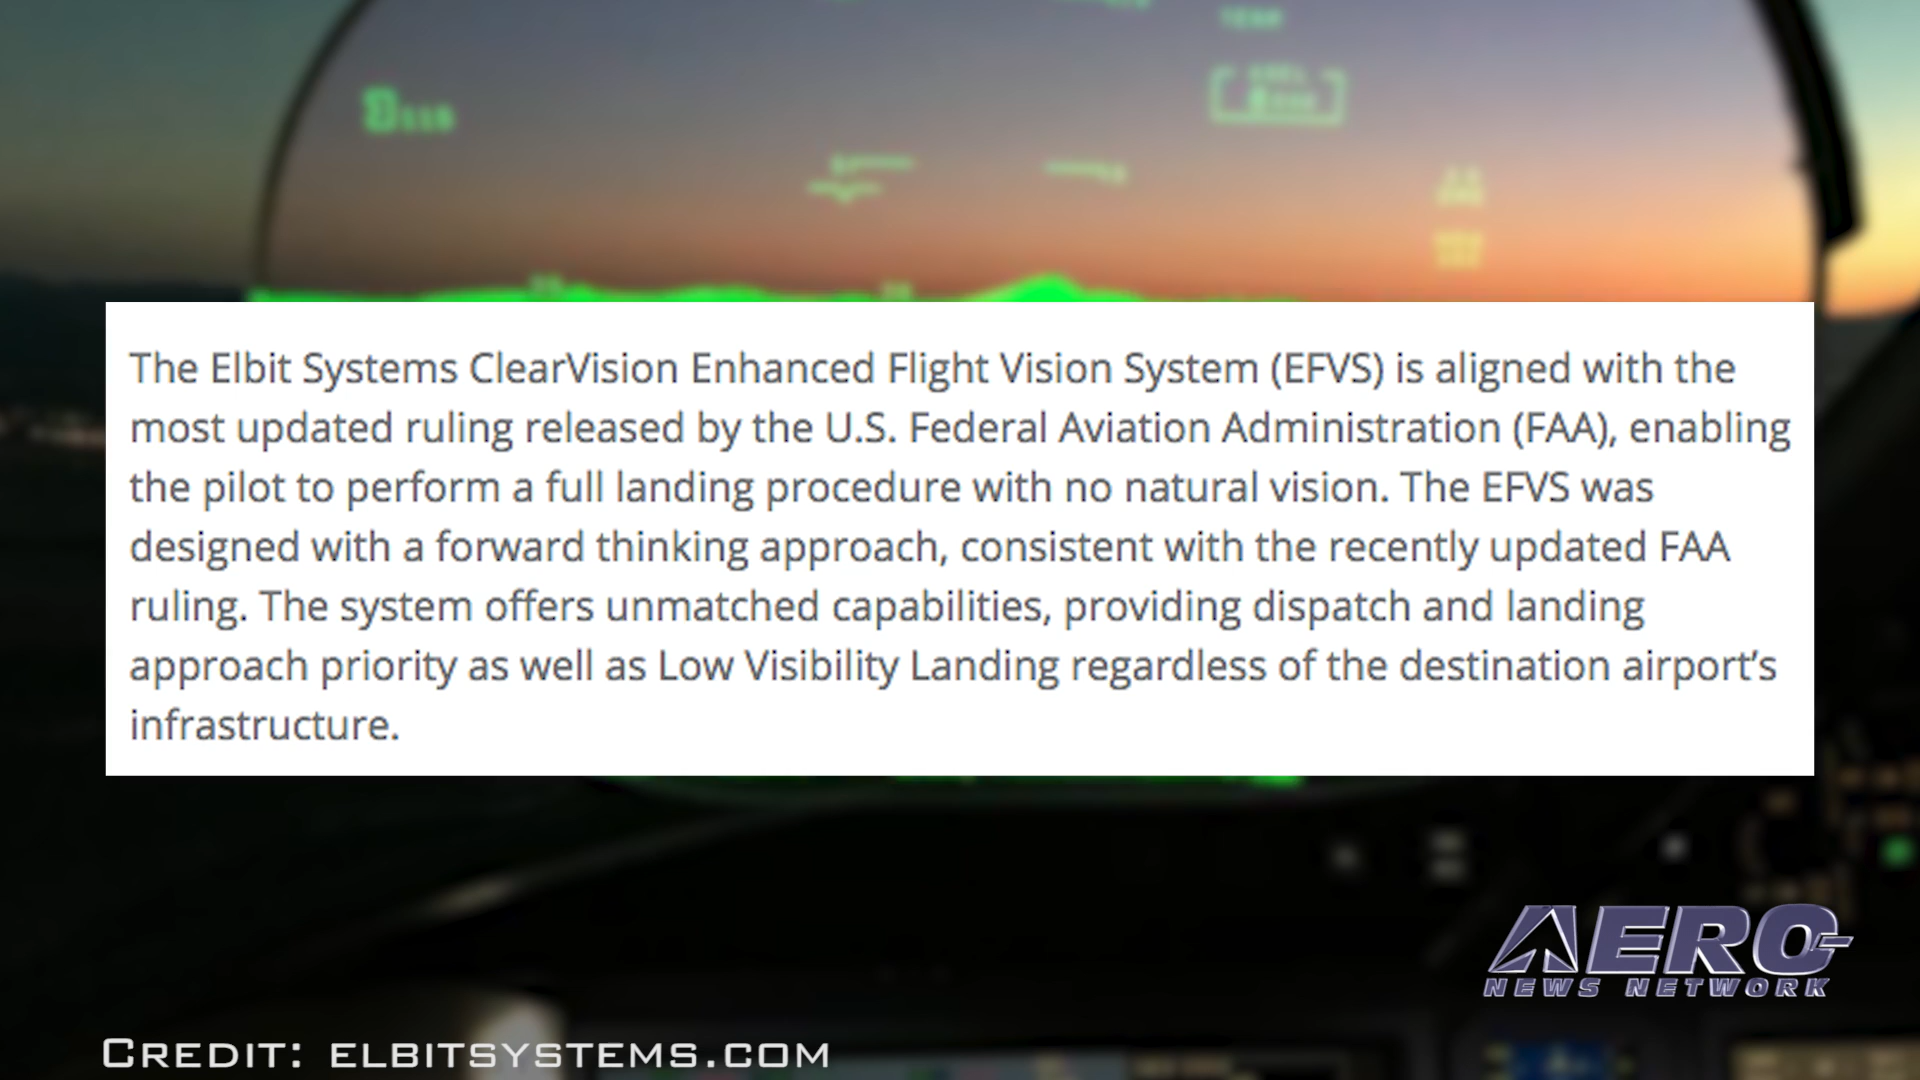 The Elbit Systems ClearVision Enhanced Flight Vision System (EFVS) is aligned with the
most updated ruling released by the U.S. Federal Aviation Administration (FAA), enabling
the pilot to perform a full landing procedure with no natural vision. The EFVS was
designed with a forward thinking approach, consistent with the recently updated FAA
ruling. The system offers unmatched capabilities, providing dispatch and landing
approach priority as well as Low Visibility Landing regardless of the destination airport’s
infrastructure.
AERO-
NEWS NETWORK
CREDIT: ELBITSYSTEMS.COM